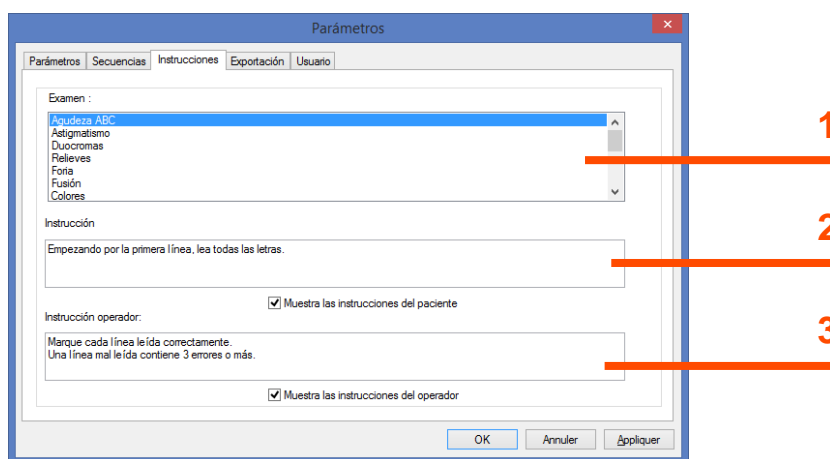 Parámetros
Parámetros Secuencias Instrucciones Exportación Usuario
Examen :
Agudeza ABC
Astigmatismo
Duocromas
Relieves
Foria
Fusión
Colores
1
Instrucción
Empezando por la primera línea, lea todas las letras.
2
Muestra las instrucciones del paciente
Instrucción operador:
Marque cada línea leída correctamente.
Una línea mal leída contiene 3 errores o más.
3
Muestra las instrucciones del operador
OK Annuler Appliquer